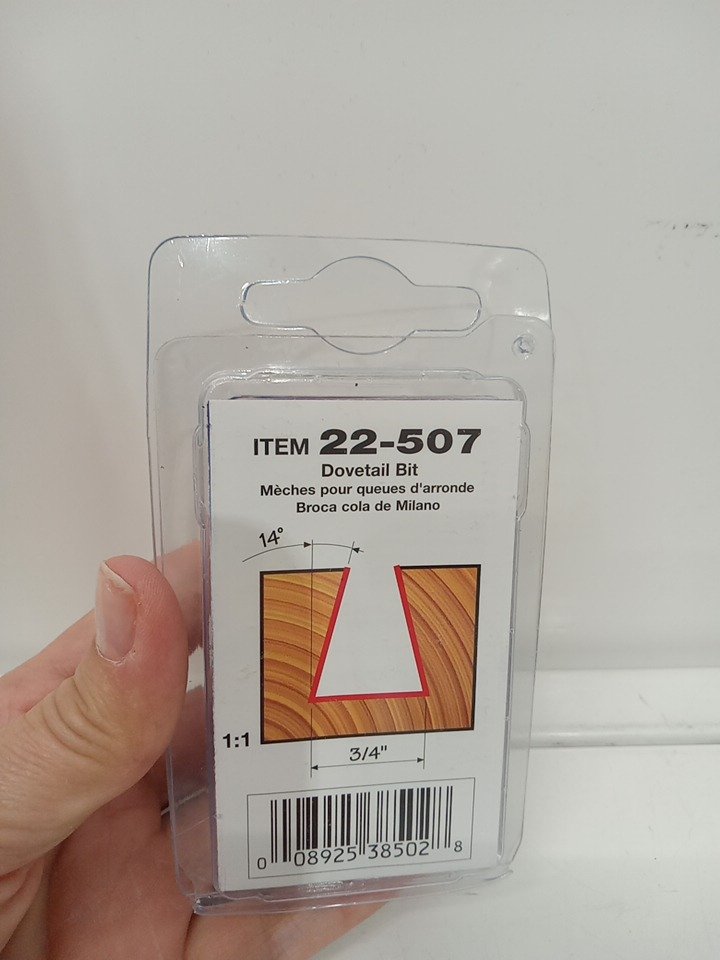 ITEM 22-507
Dovetail Bit
Mèches pour queues d'arronde
Broca cola de Milano
14°
1:1
3/4"
0 08925 38502 8